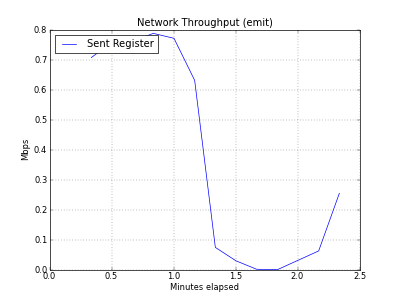 Network Throughput (emit)
Sent Register
0.8
0.7
0.6
0.5
0.4
0.3
0.2
0.1
0.0
Mbps
0.0 0.5 1.0 1.5 2.0 2.5
Minutes elapsed